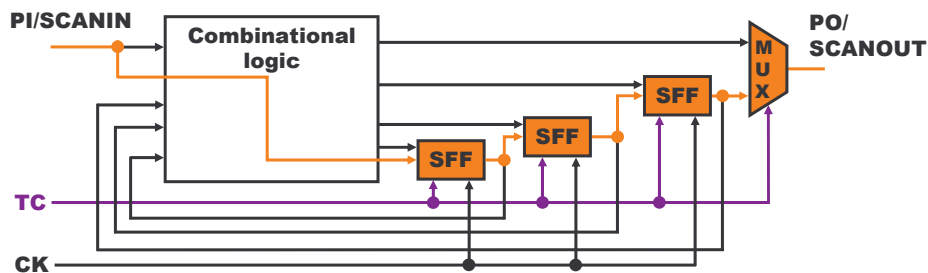 PI/SCANIN
Combinational
logic
PO/
SCANOUT
MUX
SFF
SFF
SFF
TC
CK